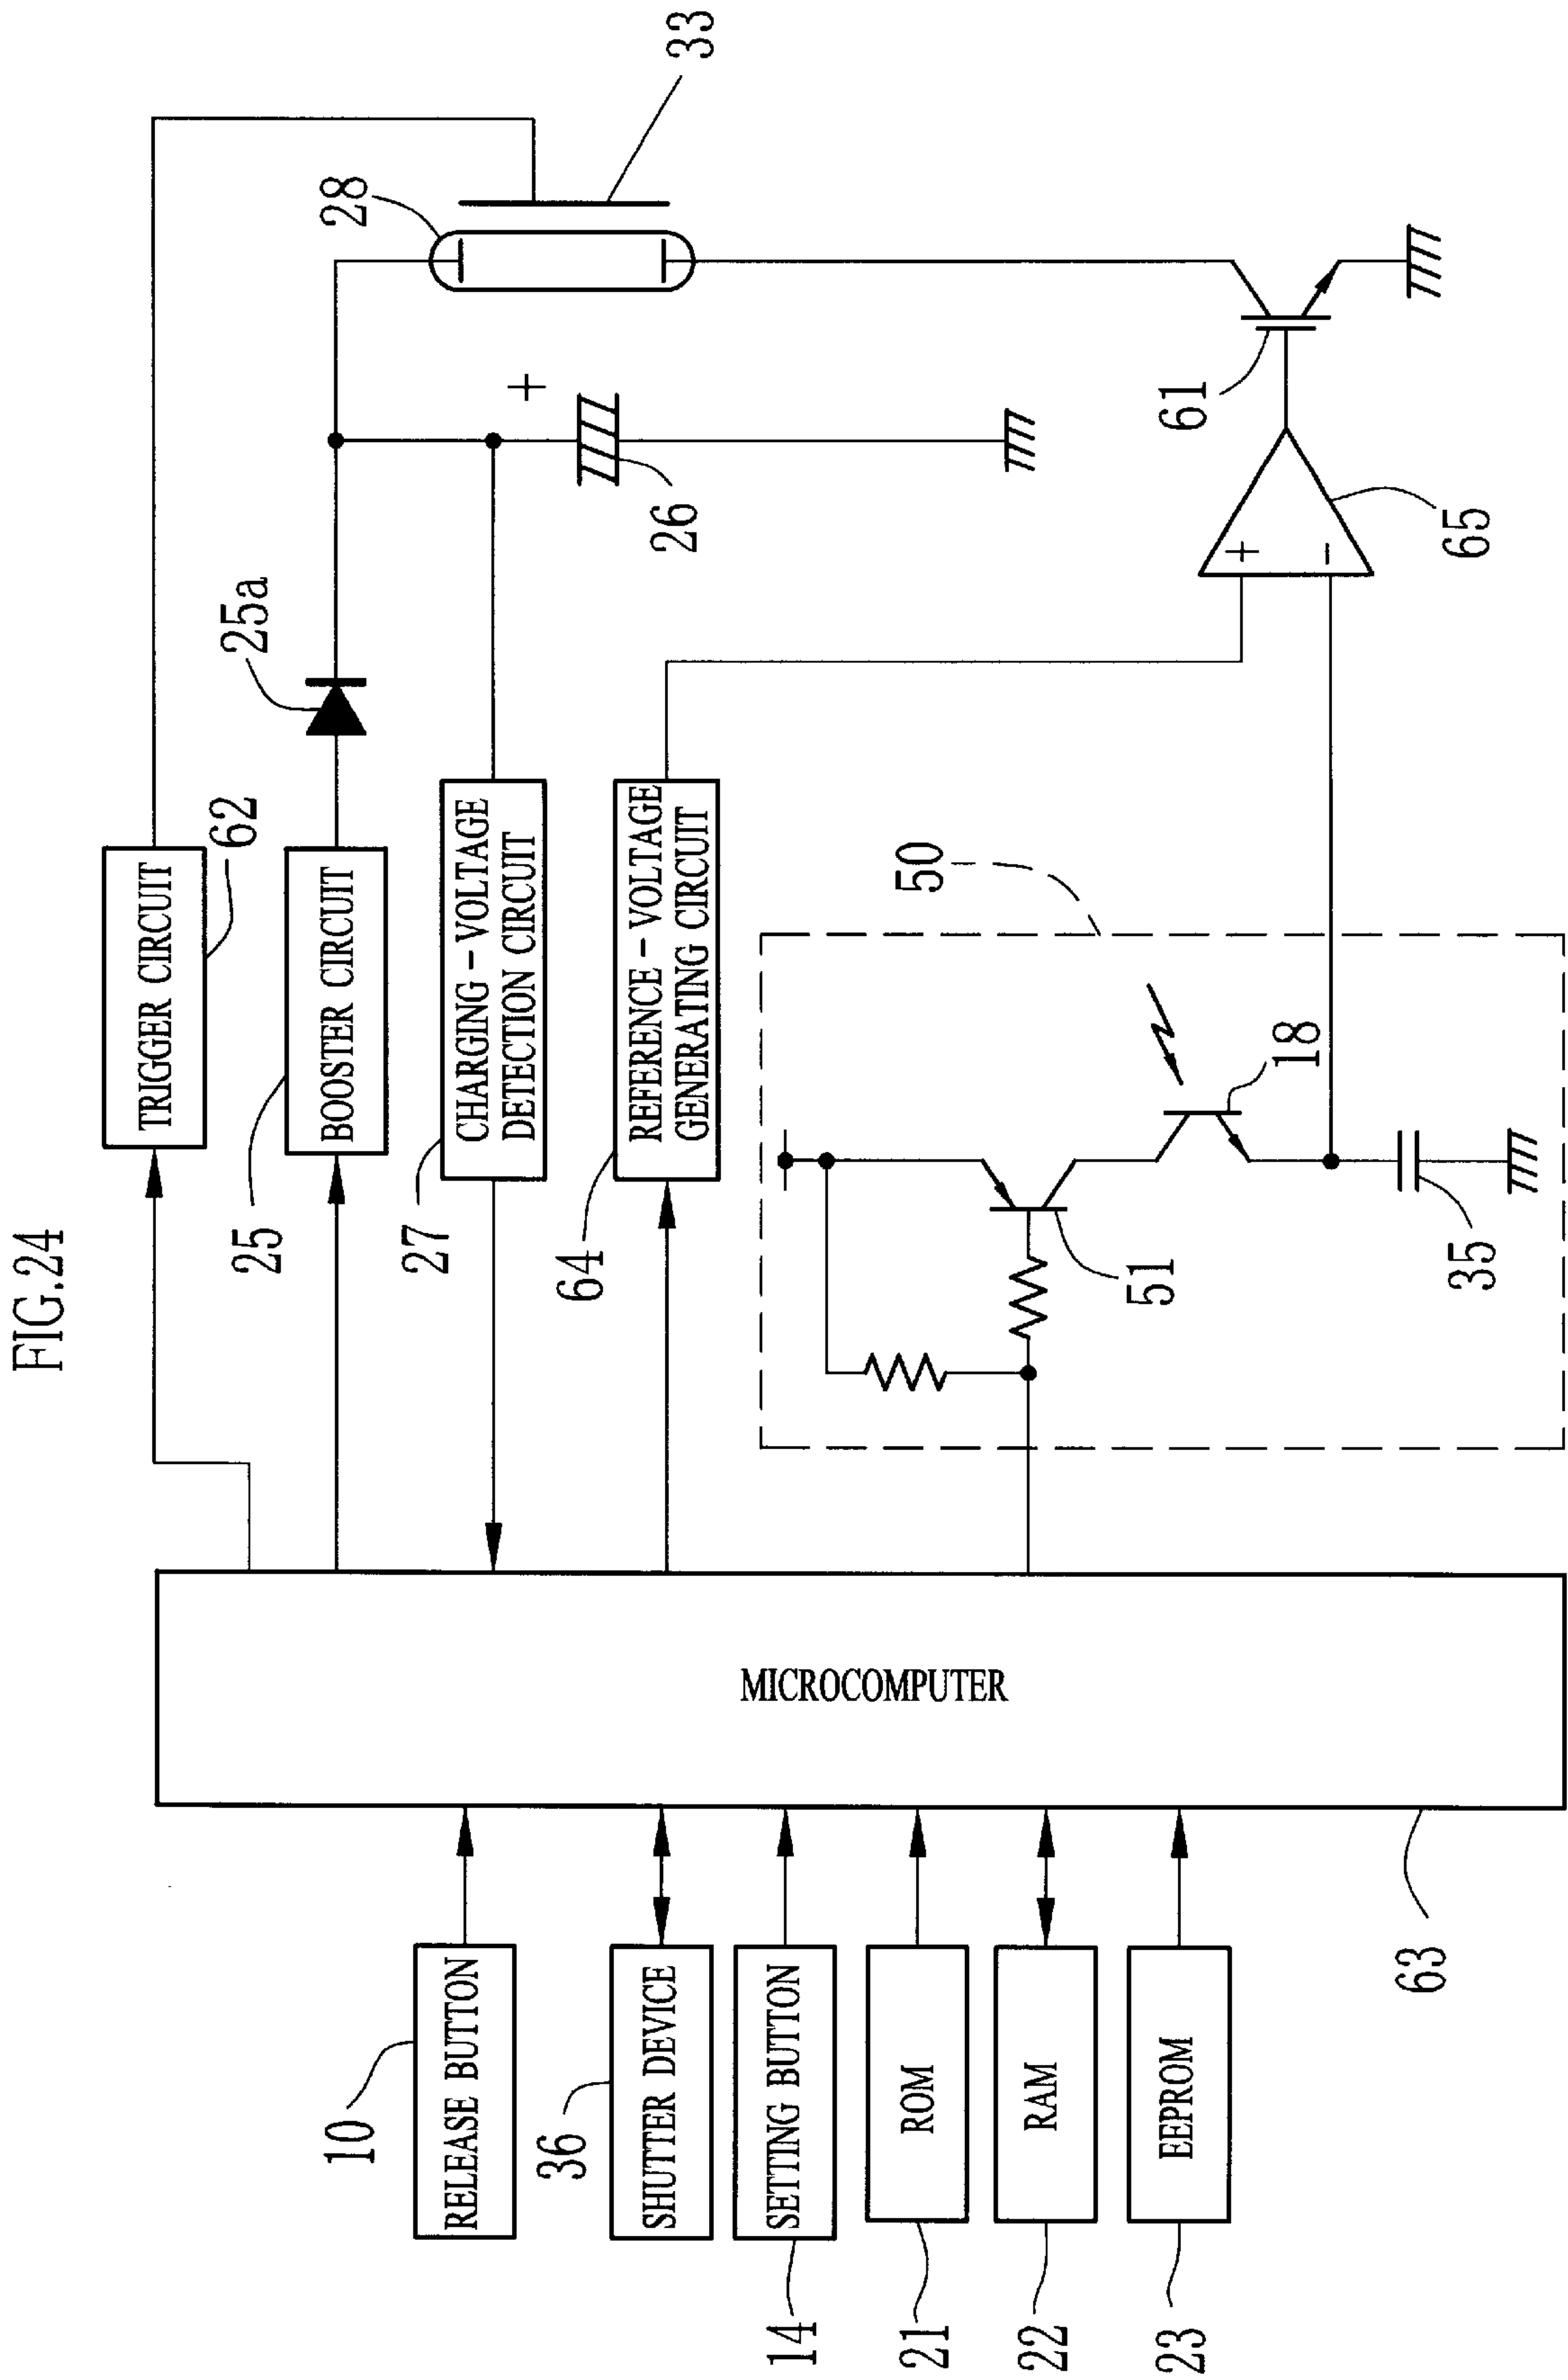 FIG.24
10
RELEASE BUTTON
36
SHUTTER DEVICE
SETTING BUTTON
14
ROM
21
RAM
22
EEPROM
23
MICROCOMPUTER
63
TRIGGER CIRCUIT
62
25
BOOSTER CIRCUIT
25a
27
CHARGING-VOLTAGE
DETECTION CIRCUIT
64
REFERENCE-VOLTAGE
GENERATING CIRCUIT
50
51
18
35
+
26
28
33
+
-
65
61